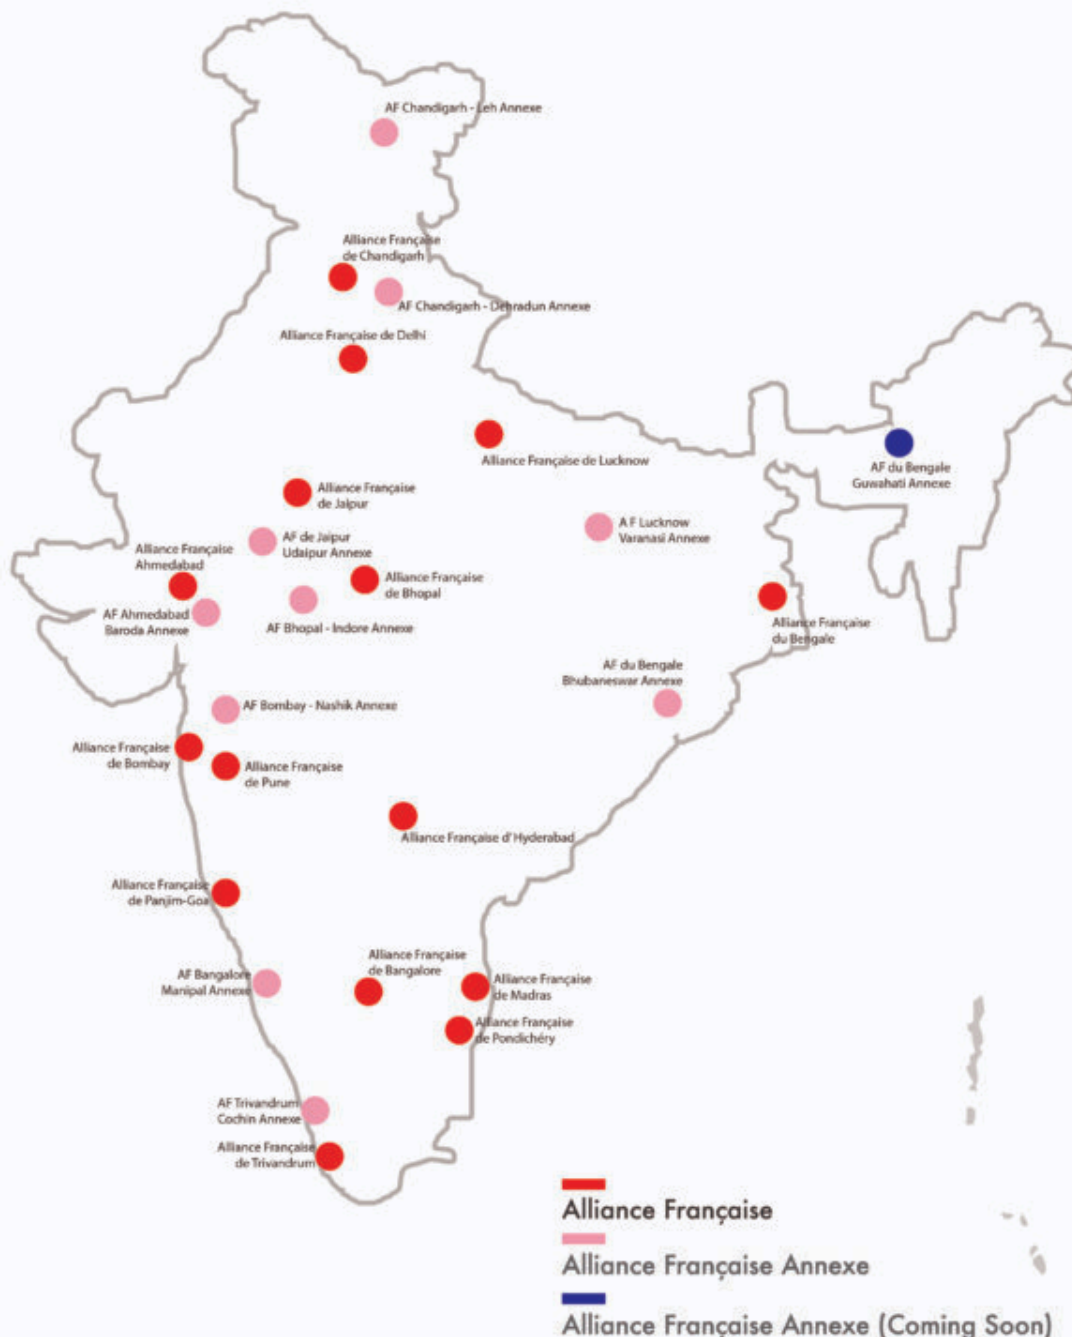 AF Chandigarh - Leh Annexe
Alliance Française
de Chandigarh
AF Chandigarh - Dehradun Annexe
Alliance Française de Delhi
Alliance Française de Lucknow
AF du Bengale
Guwahati Annexe
Alliance Française
de Jaipur
A F Lucknow
Varanasi Annexe
AF de Jaipur
Udaipur Annexe
Alliance Française
Ahmedabad
Alliance Française
de Bhopal
AF Ahmedabad
Baroda Annexe
AF Bhopal - Indore Annexe
Alliance Française
du Bengale
AF du Bengale
Bhubaneswar Annexe
AF Bombay - Nashik Annexe
Alliance Française
de Bombay
Alliance Française
de Pune
Alliance Française d' Hyderabad
Alliance Française
de Panjim-Goa
Alliance Française
de Bangalore
AF Bangalore
Manipal Annexe
Alliance Française
de Madras
Alliance Française
de Pondichéry
AF Trivandrum
Cochin Annexe
Alliance Française
de Trivandrum
Alliance Française
Alliance Française Annexe
Alliance Française Annexe (Coming Soon)